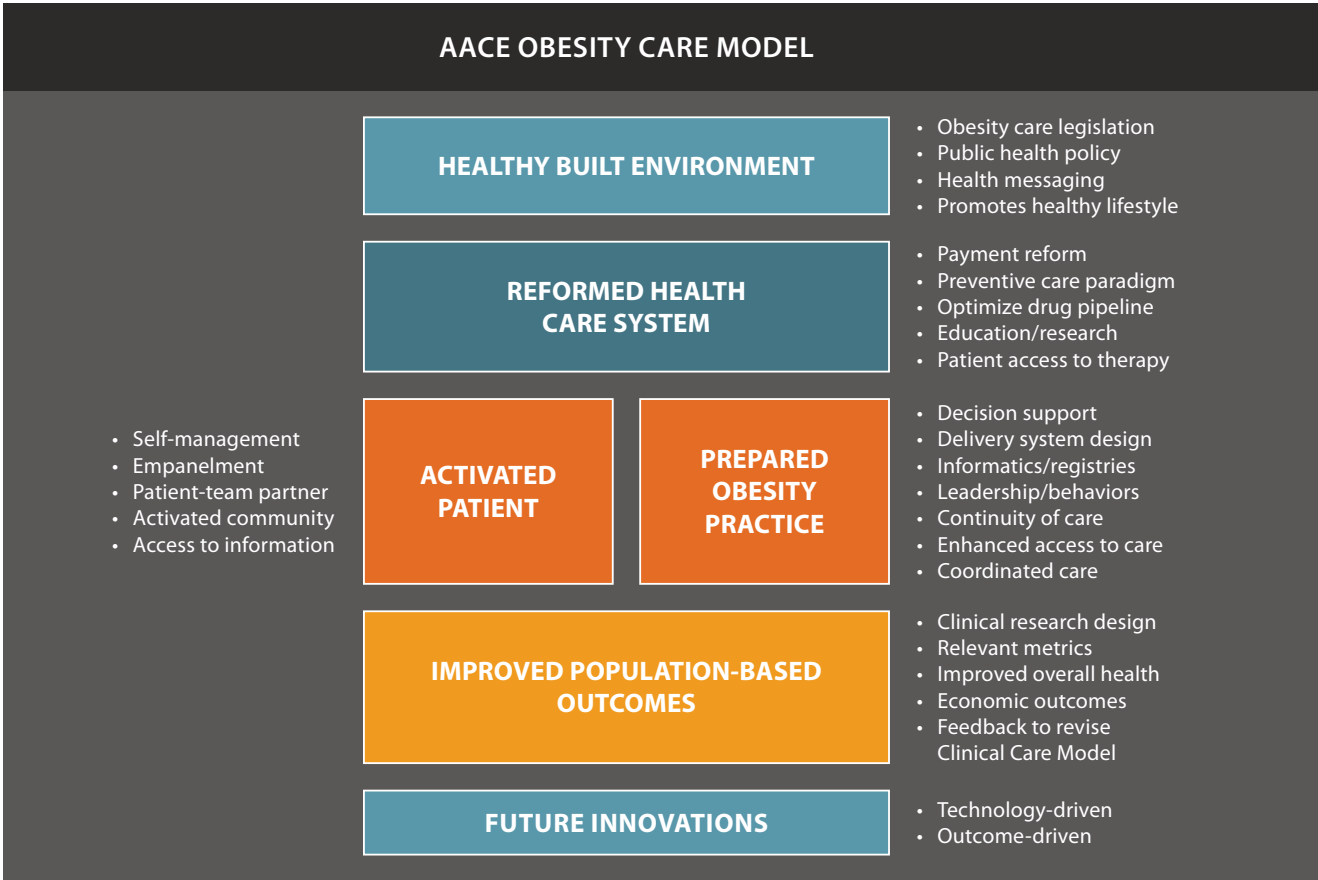 AACE OBESITY CARE MODEL
HEALTHY BUILT ENVIRONMENT
• Obesity care legislation
• Public health policy
• Health messaging
• Promotes healthy lifestyle
REFORMED HEALTH
CARE SYSTEM
• Payment reform
• Preventive care paradigm
• Optimize drug pipeline
• Education/research
• Patient access to therapy
• Self-management
• Empanelment
• Patient-team partner
• Activated community
• Access to information
ACTIVATED
PATIENT
PREPARED
OBESITY
PRACTICE
• Decision support
• Delivery system design
• Informatics/registries
• Leadership/behaviors
• Continuity of care
• Enhanced access to care
• Coordinated care
IMPROVED POPULATION-BASED
OUTCOMES
• Clinical research design
• Relevant metrics
• Improved overall health
• Economic outcomes
• Feedback to revise
Clinical Care Model
FUTURE INNOVATIONS
• Technology-driven
• Outcome-driven